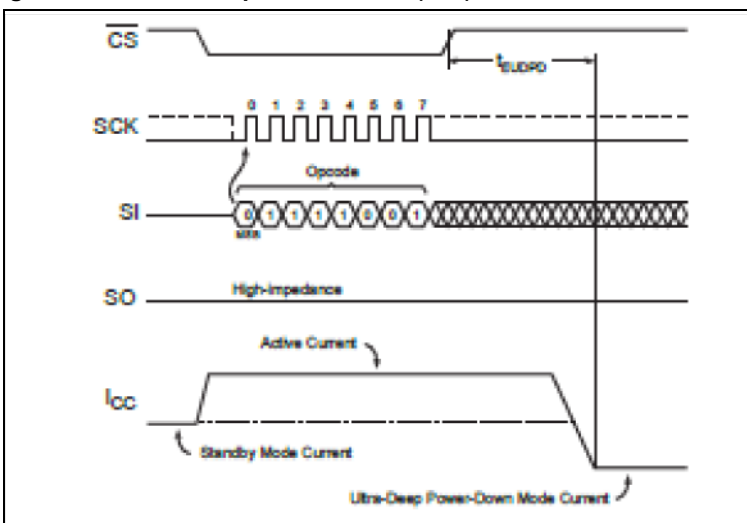 CS
tEUDPD
0 1 2 3 4 5 6 7
SCK
Opcode
SI
0 1 1 1 1 0 0 1
MSB
SO
High-impedance
Active Current
ICC
Standby Mode Current
Ultra-Deep Power-Down Mode Current